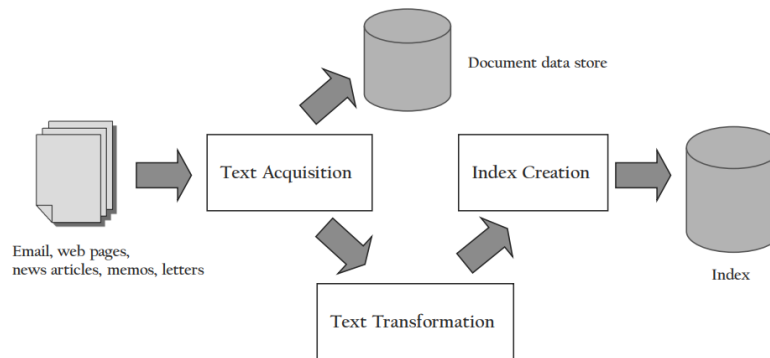 Document data store
Text Acquisition
Index Creation
Email, web pages,
news articles, memos, letters
Index
Text Transformation